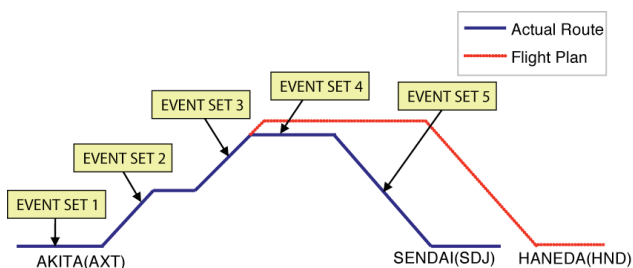 Actual Route
Flight Plan
EVENT SET 4
EVENT SET 5
EVENT SET 3
EVENT SET 2
EVENT SET 1
AKITA(AXT)
SENDAI(SDJ)
HANEDA(HND)